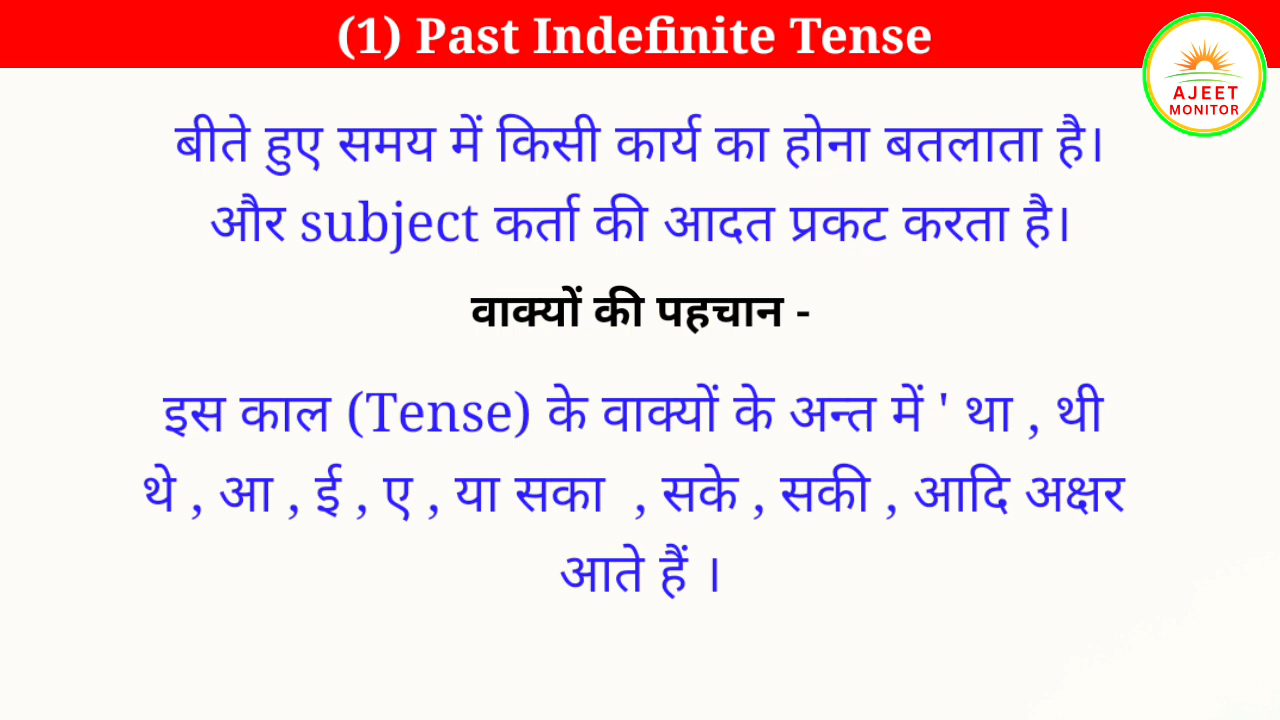 (1) Past Indefinite Tense
AJEET
MONITOR
बीते हुए समय में किसी कार्य का होना बतलाता है।
और subject कर्ता की आदत प्रकट करता है।
वाक्यों की पहचान -
इस काल (Tense) के वाक्यों के अन्त में ' था , थी
थे , आ , ई , ए , या सका , सके , सकी , आदि अक्षर
आते हैं ।